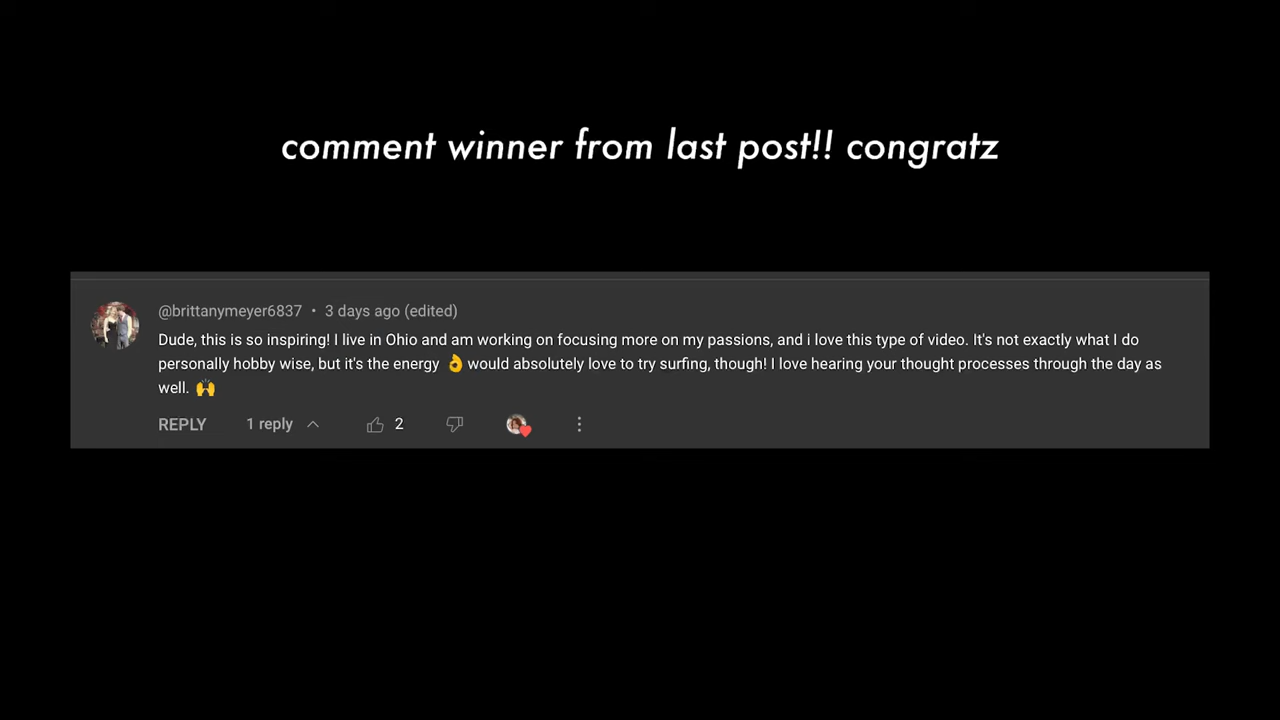 comment winner from last post!! congratz
@brittanymeyer6837 • 3 days ago (edited)
Dude, this is so inspiring! I live in Ohio and am working on focusing more on my passions, and i love this type of video. It's not exactly what I do
personally hobby wise, but it's the energy 👌 would absolutely love to try surfing, though! I love hearing your thought processes through the day as
well. 🙌
REPLY 1 reply 2